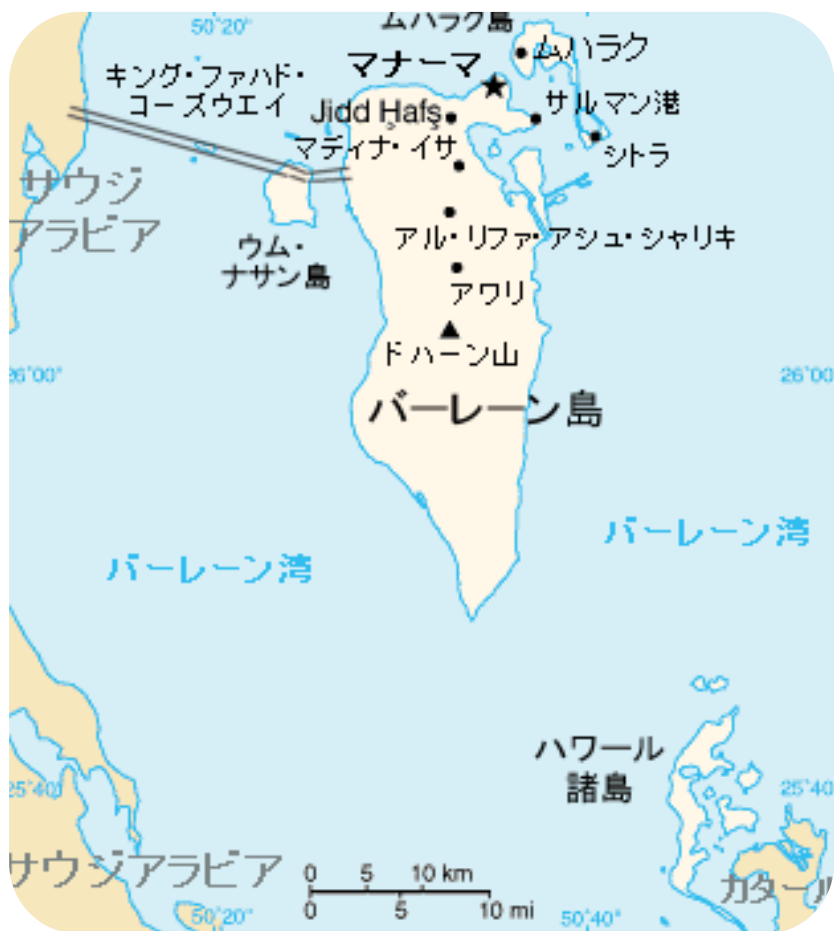 ムハラク島
50°20'
ムハラク
マナーマ
キング・ファハド・
コーズウエイ
Jidd Ḥafş
サルマン港
マディナ・イサ
シトラ
サウジ
アラビア
アル・リファ・アシュ・シャリキ
ウム・
ナサン島
アワリ
ドハーン山
26°00'
26°00
バーレーン島
バーレーン湾
バーレーン湾
ハワール
諸島
25°40'
25°40
サウジアラビア
カタール
0 5 10 km
0 5 10 mi
50°20'
50°40'